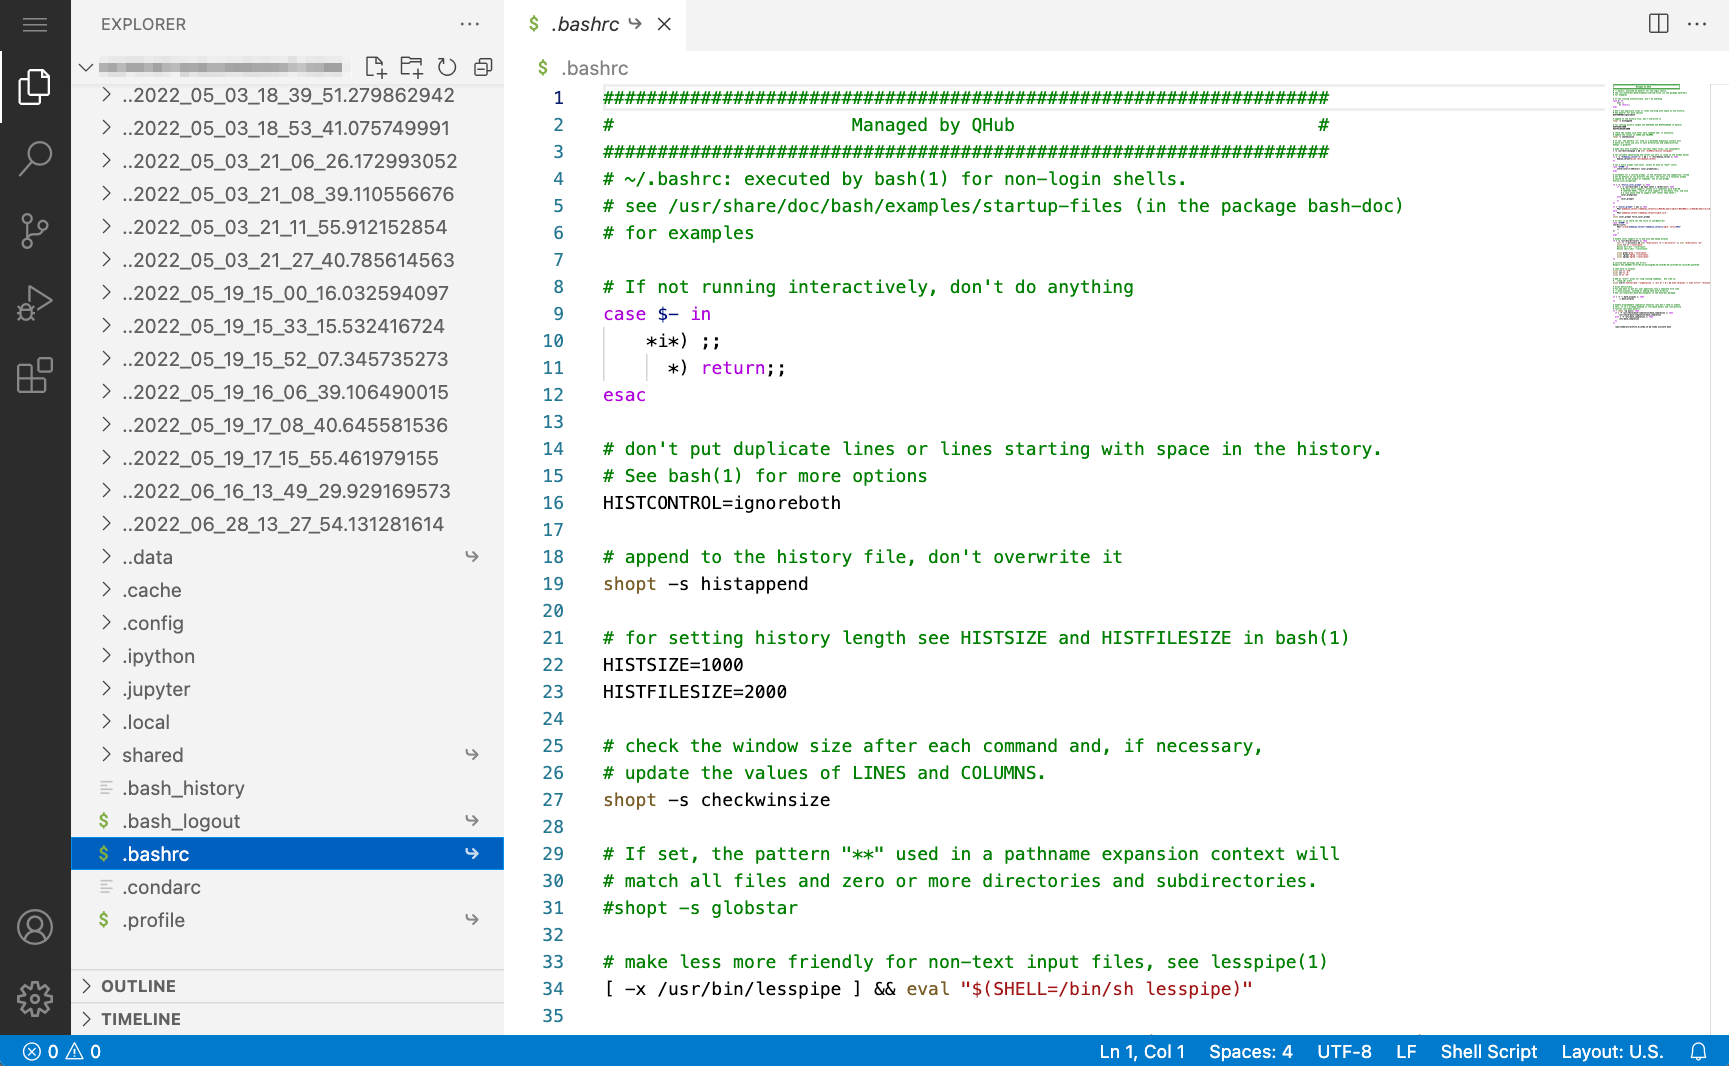 EXPLORER
..2022_05_03_18_39_51.279862942
..2022_05_03_18_53_41.075749991
..2022_05_03_21_06_26.172993052
..2022_05_03_21_08_39.110556676
..2022_05_03_21_11_55.912152854
..2022_05_03_21_27_40.785614563
..2022_05_19_15_00_16.032594097
..2022_05_19_15_33_15.532416724
..2022_05_19_15_52_07.345735273
..2022_05_19_16_06_39.106490015
..2022_05_19_17_08_40.645581536
..2022_05_19_17_15_55.461979155
..2022_06_16_13_49_29.929169573
..2022_06_28_13_27_54.131281614
..data
.cache
.config
.ipython
.jupyter
.local
shared
.bash_history
$ .bash_logout
$ .bashrc
.condarc
$ .profile
OUTLINE
TIMELINE
$ .bashrc
$ .bashrc
1 ###################################################################
2 #                      Managed by QHub                            #
3 ###################################################################
4 # ~/.bashrc: executed by bash(1) for non-login shells.
5 # see /usr/share/doc/bash/examples/startup-files (in the package bash-doc)
6 # for examples
7
8 # If not running interactively, don't do anything
9 case $- in
10     *i*) ;;
11       *) return;;
12 esac
13
14 # don't put duplicate lines or lines starting with space in the history.
15 # See bash(1) for more options
16 HISTCONTROL=ignoreboth
17
18 # append to the history file, don't overwrite it
19 shopt -s histappend
20
21 # for setting history length see HISTSIZE and HISTFILESIZE in bash(1)
22 HISTSIZE=1000
23 HISTFILESIZE=2000
24
25 # check the window size after each command and, if necessary,
26 # update the values of LINES and COLUMNS.
27 shopt -s checkwinsize
28
29 # If set, the pattern "**" used in a pathname expansion context will
30 # match all files and zero or more directories and subdirectories.
31 #shopt -s globstar
32
33 # make less more friendly for non-text input files, see lesspipe(1)
34 [ -x /usr/bin/lesspipe ] && eval "$(SHELL=/bin/sh lesspipe)"
35
0 0 Ln 1, Col 1 Spaces: 4 UTF-8 LF Shell Script Layout: U.S.